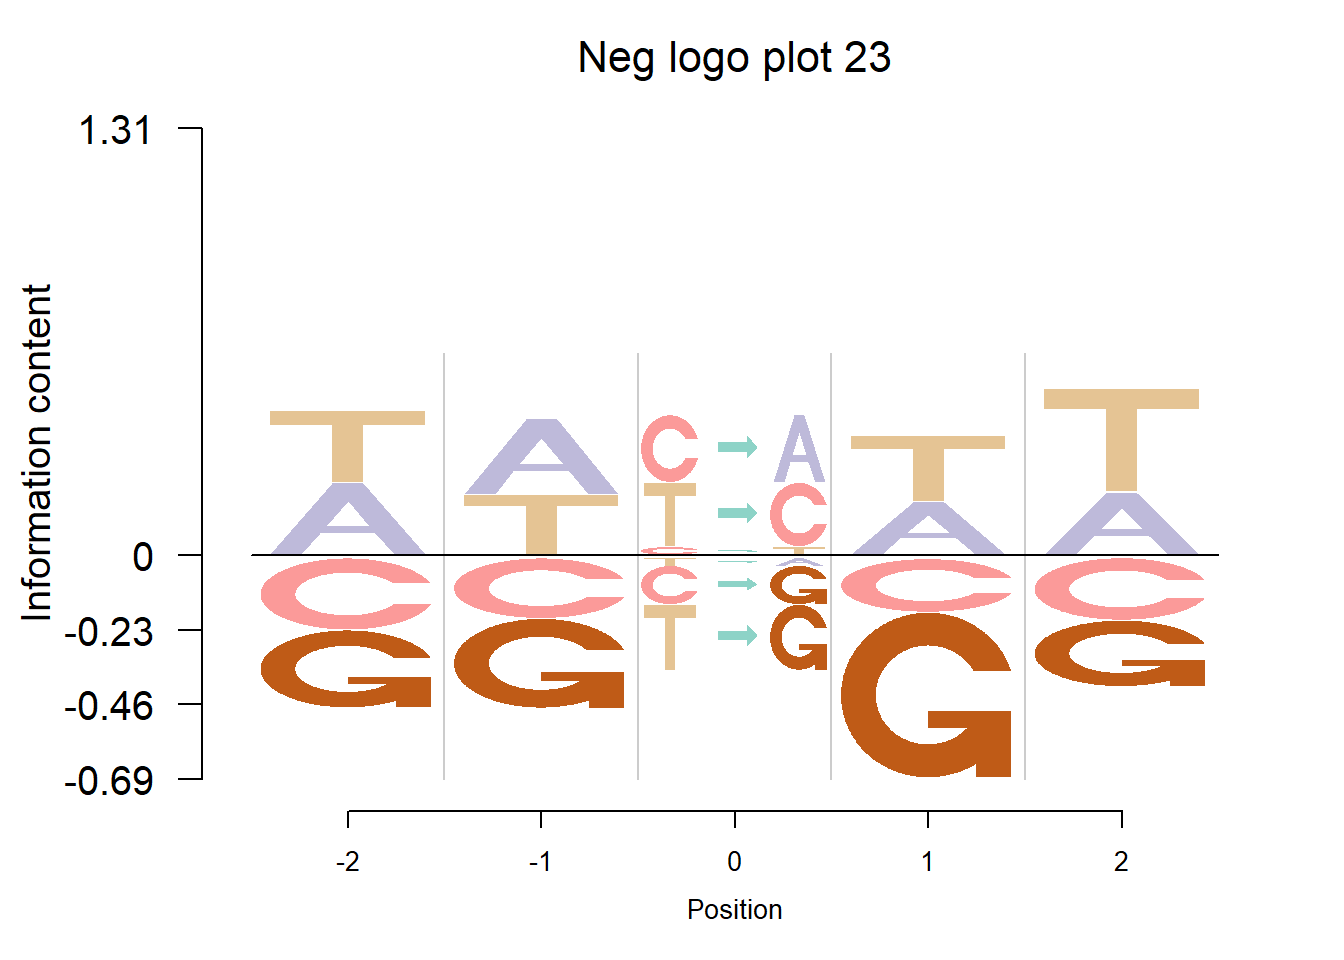 Neg logo plot 23
1.31
0
-0.23
-0.46
-0.69
Information content
T A C G
A T C G
C → A
T → C
C → T
T → A
C → G
T → G
T A C G
T A C G
-2 -1 0 1 2
Position